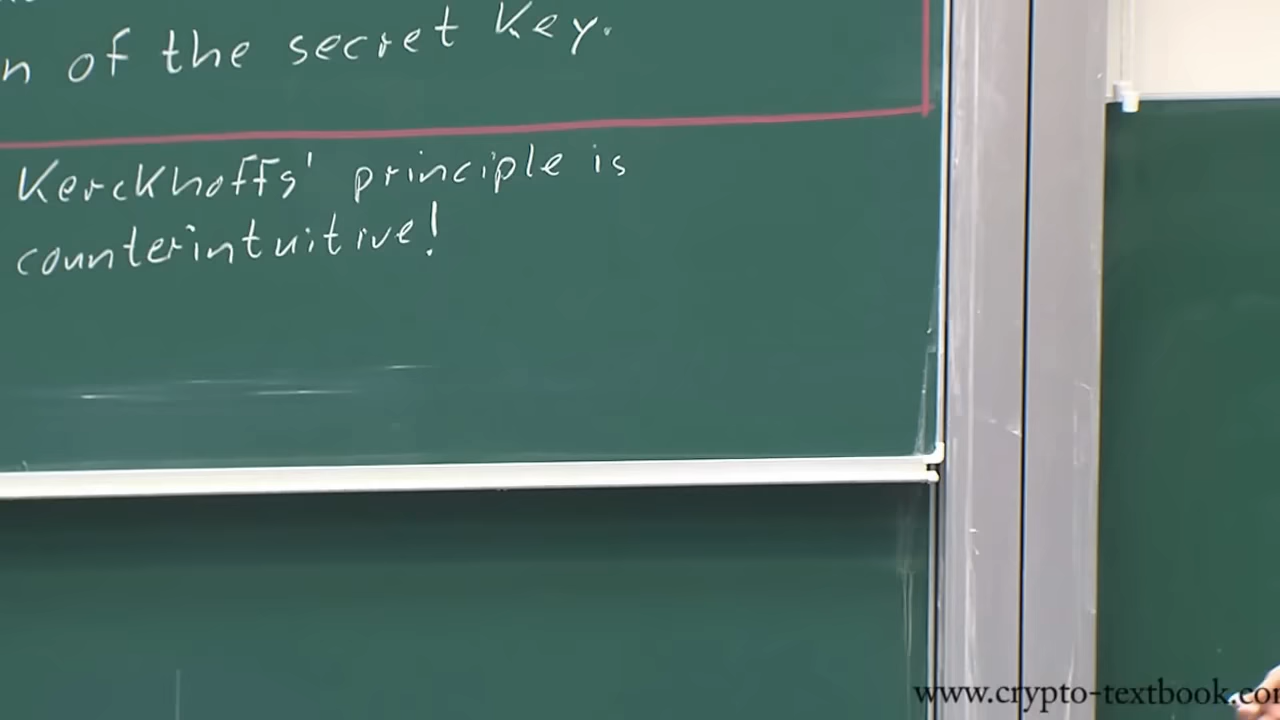 n of the secret key.
Kerckhoffs' principle is
counterintuitive!
www.crypto-textbook.co